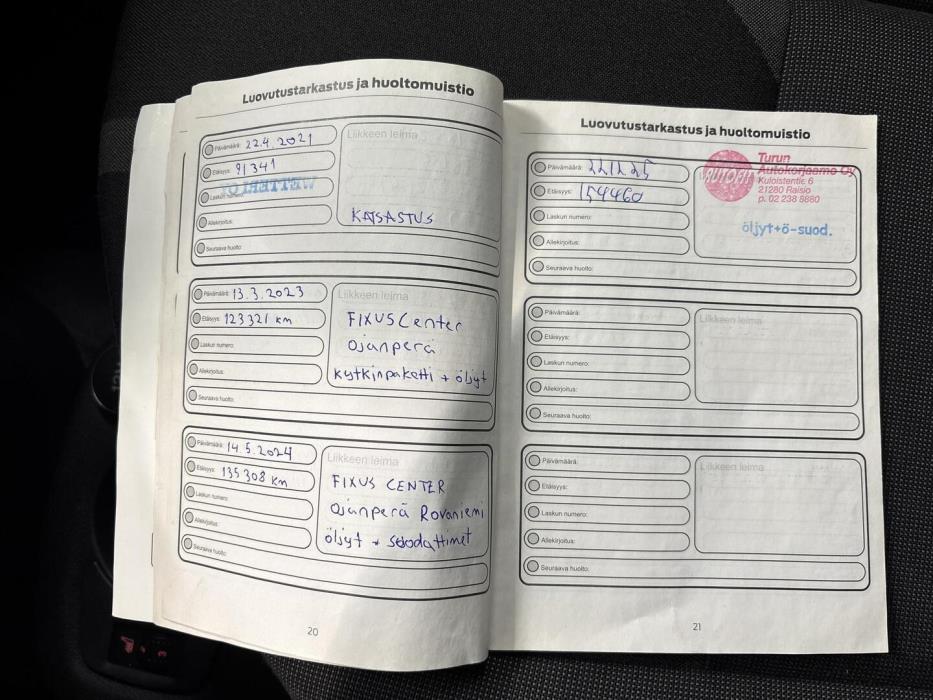 Luovutustarkastus ja huoltomuistio
Päivämäärä: 22.4.2021
Etäisyys: 91341
Laskun numero:
Allekirjoitus:
Seuraava huolto:
Liikkeen leima
KATSASTUS
Päivämäärä: 13.3.2023
Etäisyys: 123321 km
Laskun numero:
Allekirjoitus:
Seuraava huolto:
Liikkeen leima
FIXUS Center
Ojanperä
kytkinpaketti + öljyt
Päivämäärä: 14.5.2024
Etäisyys: 135308 km
Laskun numero:
Allekirjoitus:
Seuraava huolto:
Liikkeen leima
FIXUS CENTER
Ojanperä Rovaniemi
öljyt + suodattimet
20
Luovutustarkastus ja huoltomuistio
Päivämäärä:
Etäisyys: 154460
Laskun numero:
Allekirjoitus:
Seuraava huolto:
AUTOFIT
Turun
Autokorjaamo Oy
Kuloistentie 6
21280 Raisio
p. 02 238 8880
öljyt+ö-suod.
Päivämäärä:
Etäisyys:
Laskun numero:
Allekirjoitus:
Seuraava huolto:
Liikkeen leima
Päivämäärä:
Etäisyys:
Laskun numero:
Allekirjoitus:
Seuraava huolto:
Liikkeen leima
21